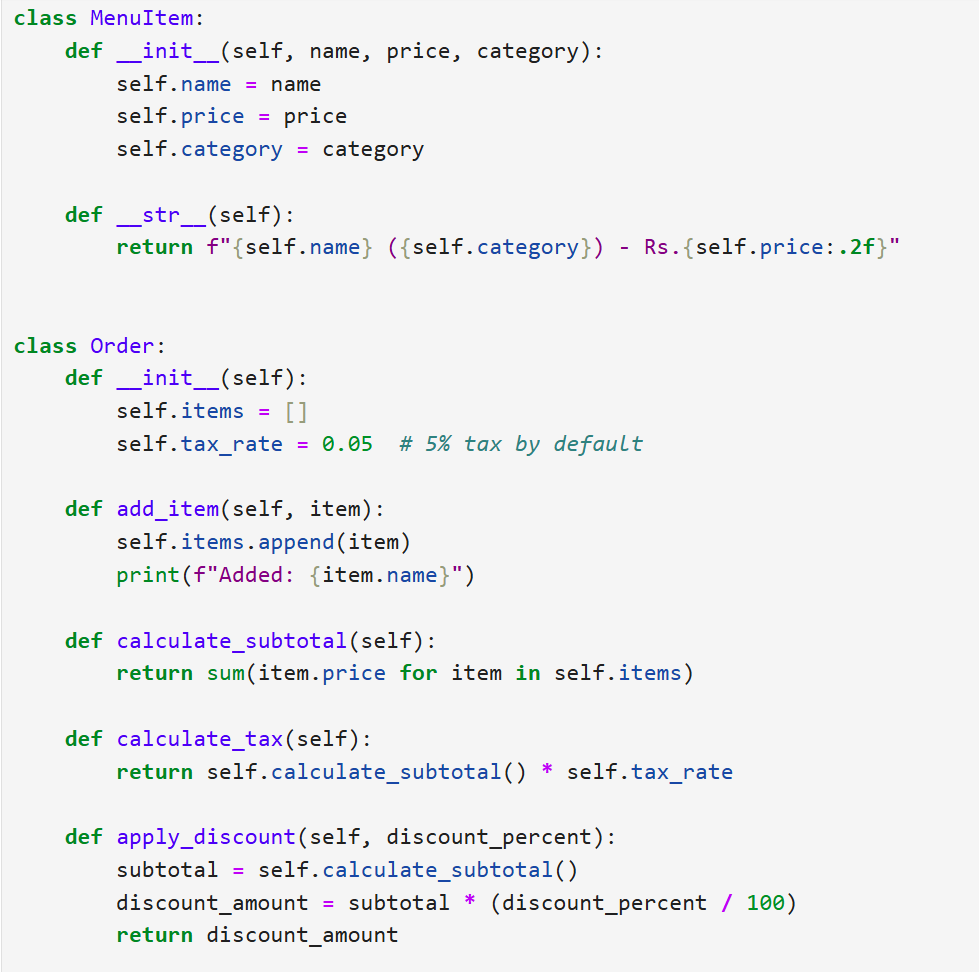 class MenuItem:
    def __init__(self, name, price, category):
        self.name = name
        self.price = price
        self.category = category

    def __str__(self):
        return f"{self.name} ({self.category}) - Rs.{self.price:.2f}"


class Order:
    def __init__(self):
        self.items = []
        self.tax_rate = 0.05  # 5% tax by default

    def add_item(self, item):
        self.items.append(item)
        print(f"Added: {item.name}")

    def calculate_subtotal(self):
        return sum(item.price for item in self.items)

    def calculate_tax(self):
        return self.calculate_subtotal() * self.tax_rate

    def apply_discount(self, discount_percent):
        subtotal = self.calculate_subtotal()
        discount_amount = subtotal * (discount_percent / 100)
        return discount_amount